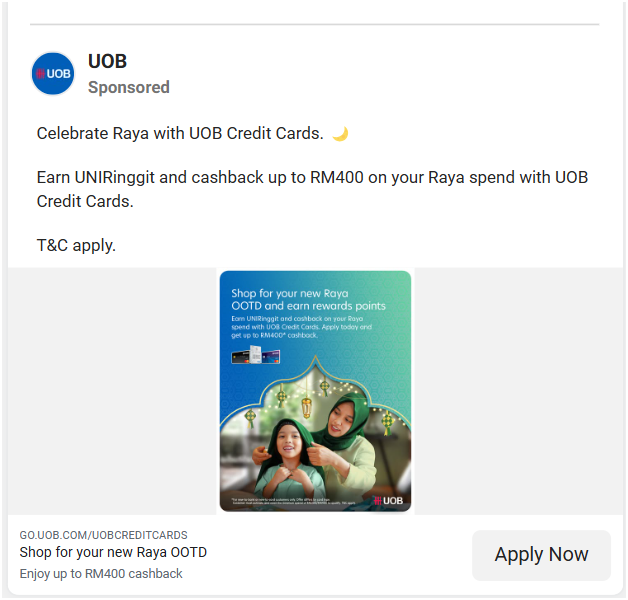 UOB
UOB
Sponsored
Celebrate Raya with UOB Credit Cards. 🌙
Earn UNIRinggit and cashback up to RM400 on your Raya spend with UOB
Credit Cards.
T&C apply.
Shop for your new Raya
OOTD and earn rewards points
Earn UNIRinggit and cashback on your Raya
spend with UOB Credit Cards. Apply today and
get up to RM400* cashback.
UOB
GO.UOB.COM/UOBCREDITCARDS
Shop for your new Raya OOTD
Enjoy up to RM400 cashback
Apply Now